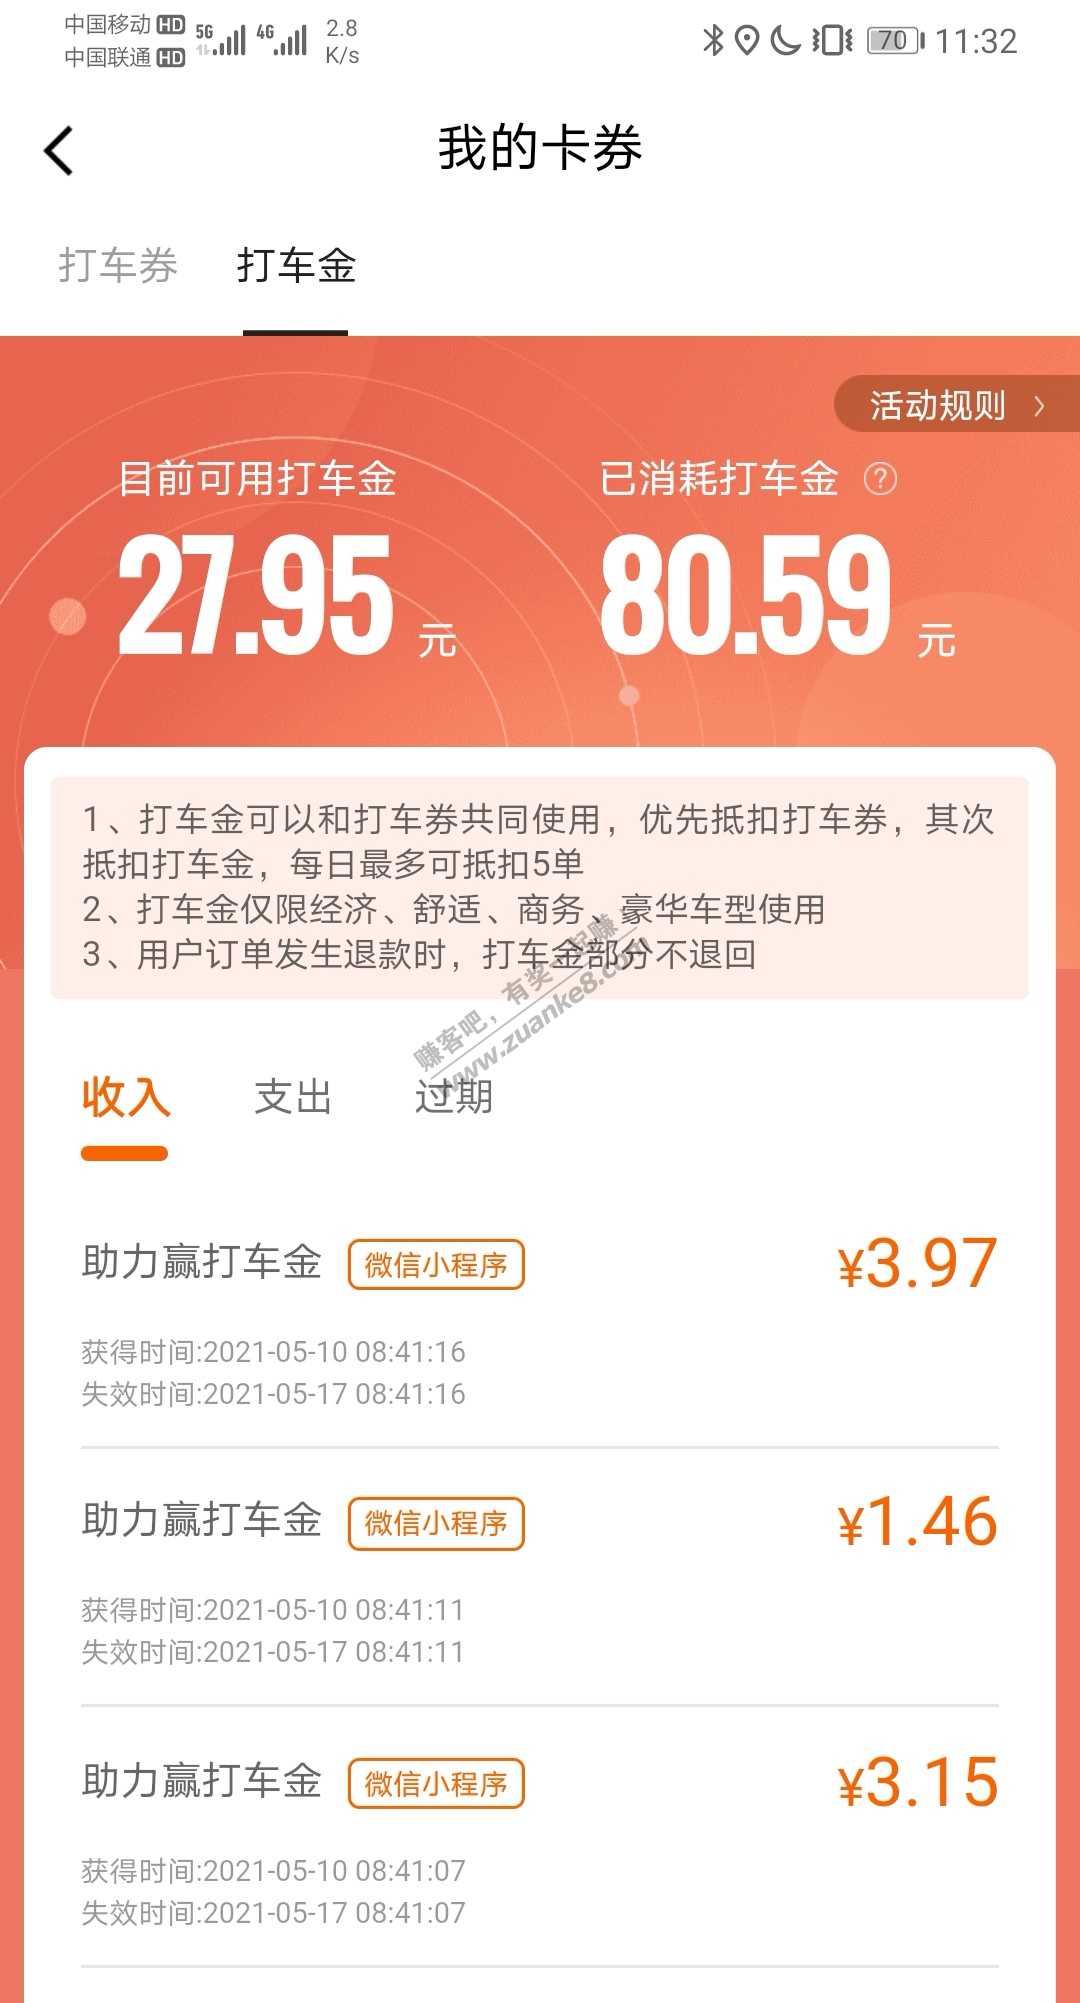 中国移动 HD 5G 4G 2.8
中国联通 HD K/s
70 11:32
我的卡券
打车券 打车金
活动规则 >
目前可用打车金 已消耗打车金 ?
27.95 元 80.59 元
1、打车金可以和打车券共同使用，优先抵扣打车券，其次
抵扣打车金，每日最多可抵扣5单
2、打车金仅限经济、舒适、商务、豪华车型使用
3、用户订单发生退款时，打车金部分不退回
赚客吧，有奖一起赚！
www.zuanke8.com
收入 支出 过期
助力赢打车金 微信小程序 ¥3.97
获得时间:2021-05-10 08:41:16
失效时间:2021-05-17 08:41:16
助力赢打车金 微信小程序 ¥1.46
获得时间:2021-05-10 08:41:11
失效时间:2021-05-17 08:41:11
助力赢打车金 微信小程序 ¥3.15
获得时间:2021-05-10 08:41:07
失效时间:2021-05-17 08:41:07